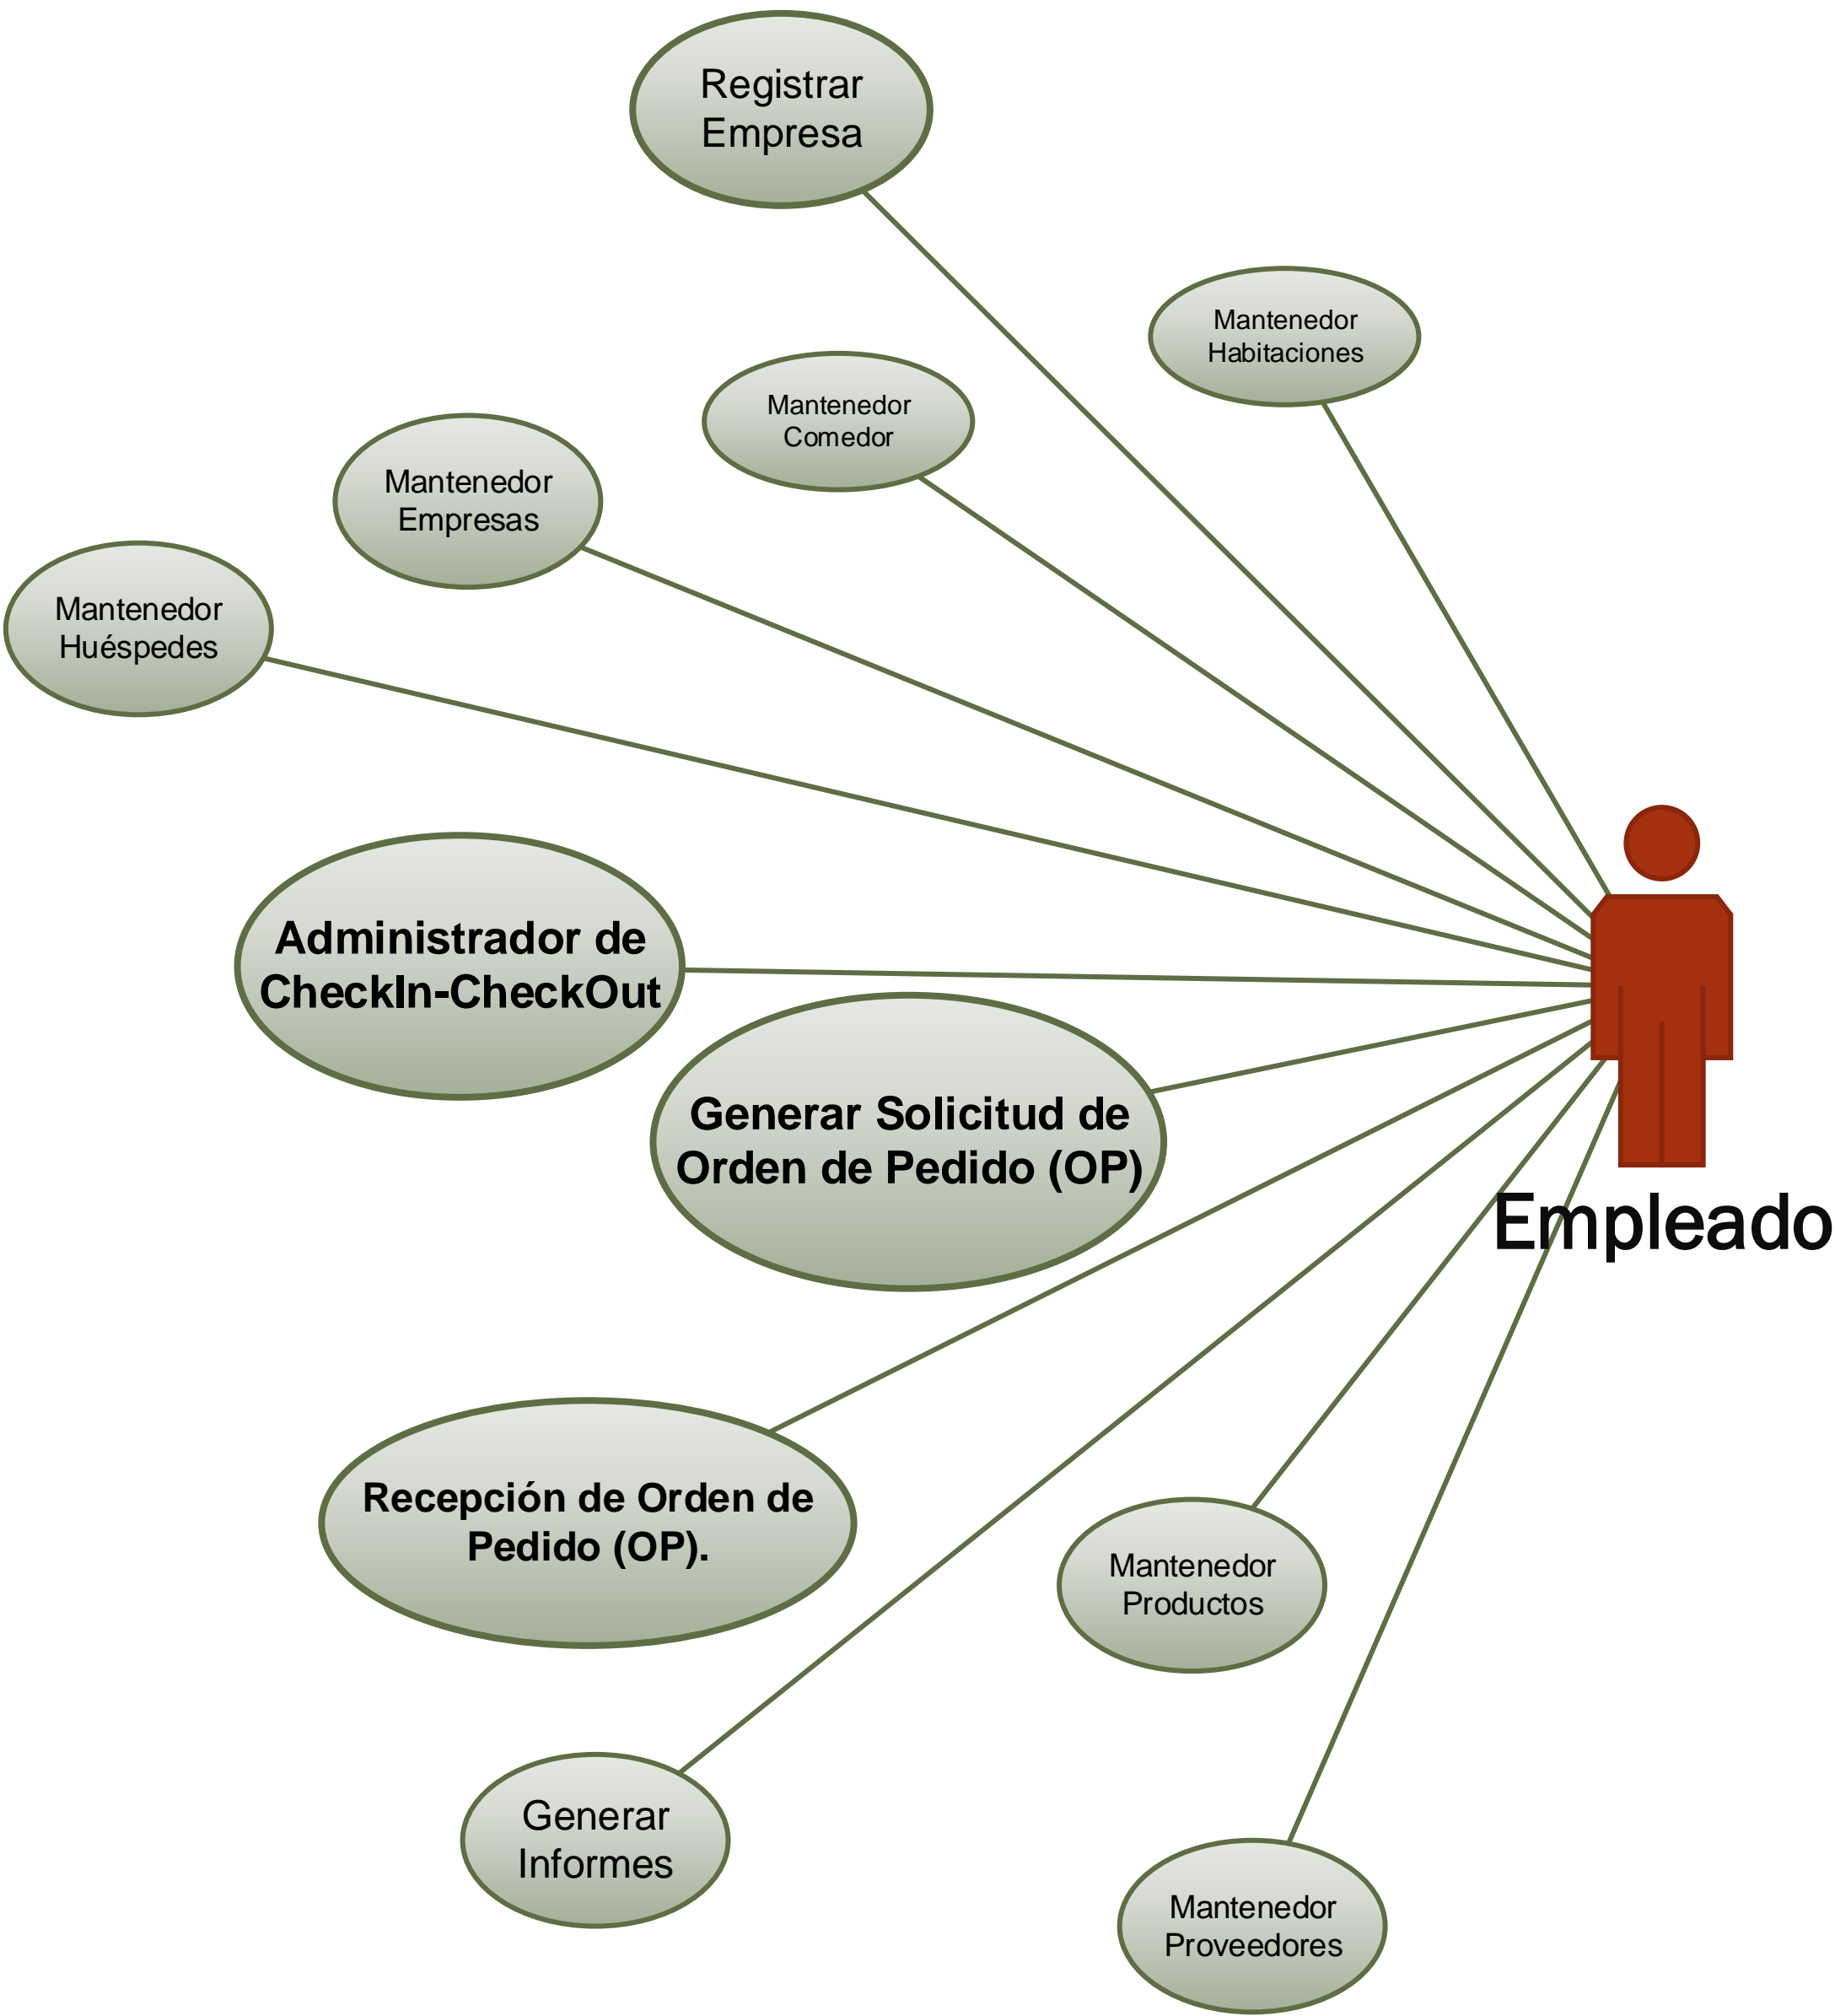 Registrar
Empresa
Mantenedor
Habitaciones
Mantenedor
Comedor
Mantenedor
Empresas
Mantenedor
Huéspedes
Administrador de
CheckIn-CheckOut
Generar Solicitud de
Orden de Pedido (OP)
Empleado
Recepción de Orden de
Pedido (OP).
Mantenedor
Productos
Generar
Informes
Mantenedor
Proveedores